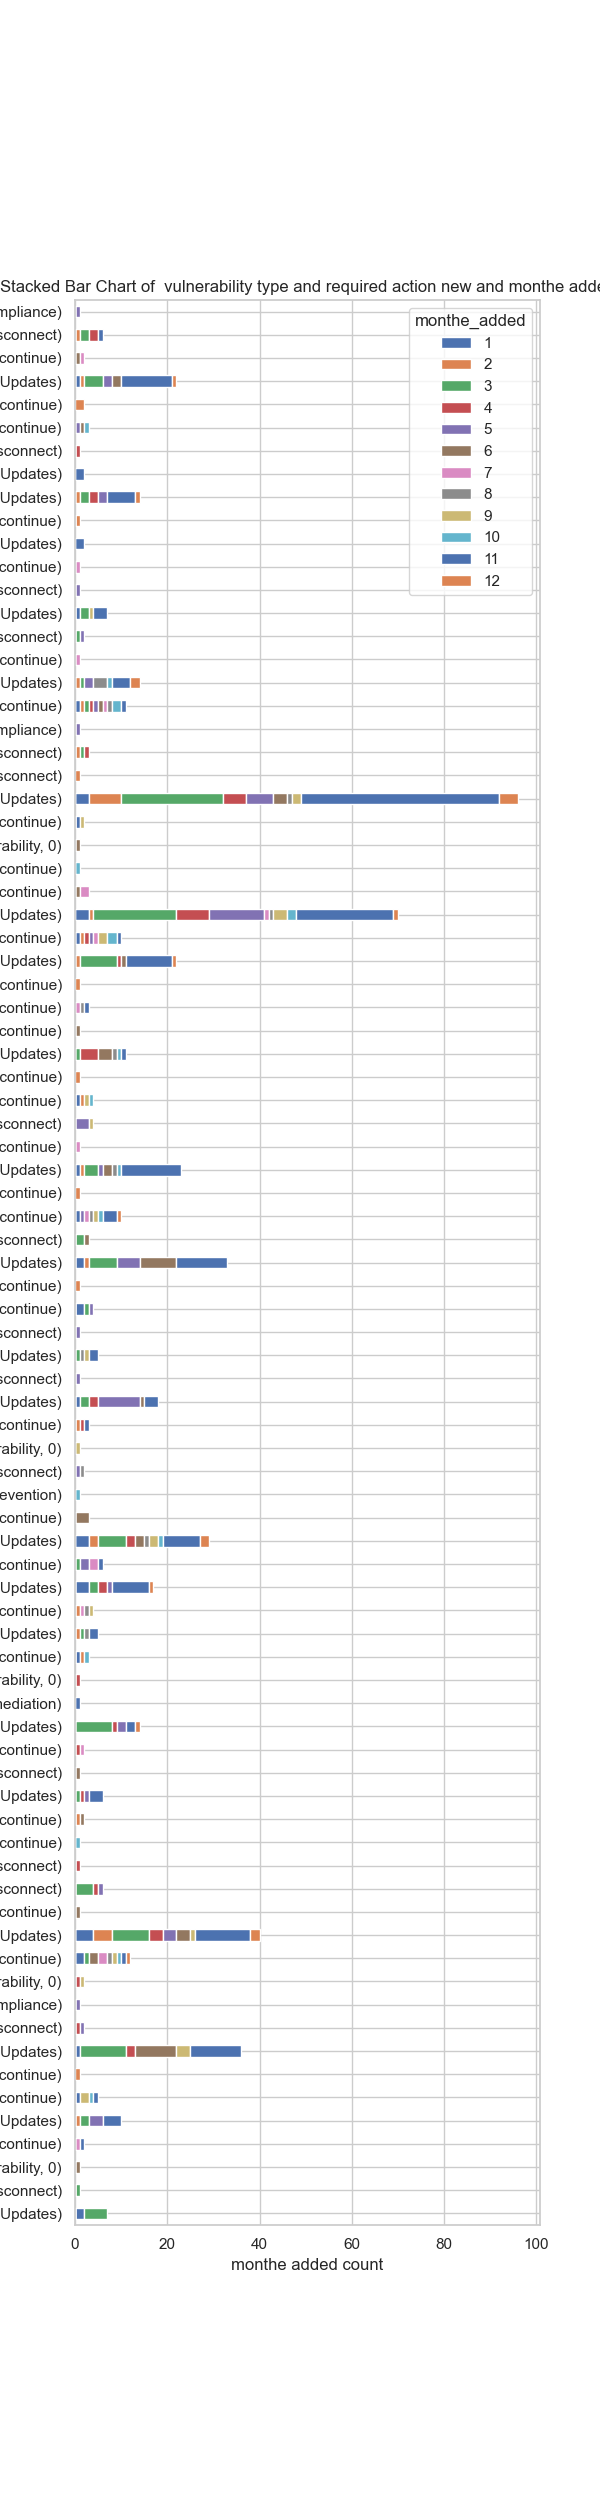 Stacked Bar Chart of  vulnerability type and required action new and monthe adde
mpliance)
sconnect)
continue)
Updates)
continue)
continue)
sconnect)
Updates)
Updates)
continue)
Updates)
continue)
sconnect)
Updates)
sconnect)
continue)
Updates)
continue)
mpliance)
sconnect)
sconnect)
Updates)
continue)
rability, 0)
continue)
continue)
Updates)
continue)
Updates)
continue)
continue)
continue)
Updates)
continue)
continue)
sconnect)
continue)
Updates)
continue)
continue)
sconnect)
Updates)
continue)
continue)
sconnect)
Updates)
sconnect)
Updates)
continue)
rability, 0)
sconnect)
evention)
continue)
Updates)
continue)
Updates)
continue)
Updates)
continue)
rability, 0)
nediation)
Updates)
continue)
sconnect)
Updates)
continue)
continue)
sconnect)
sconnect)
continue)
Updates)
continue)
rability, 0)
mpliance)
sconnect)
Updates)
continue)
continue)
Updates)
continue)
rability, 0)
sconnect)
Updates)
monthe_added
1
2
3
4
5
6
7
8
9
10
11
12
0 20 40 60 80 100
monthe added count